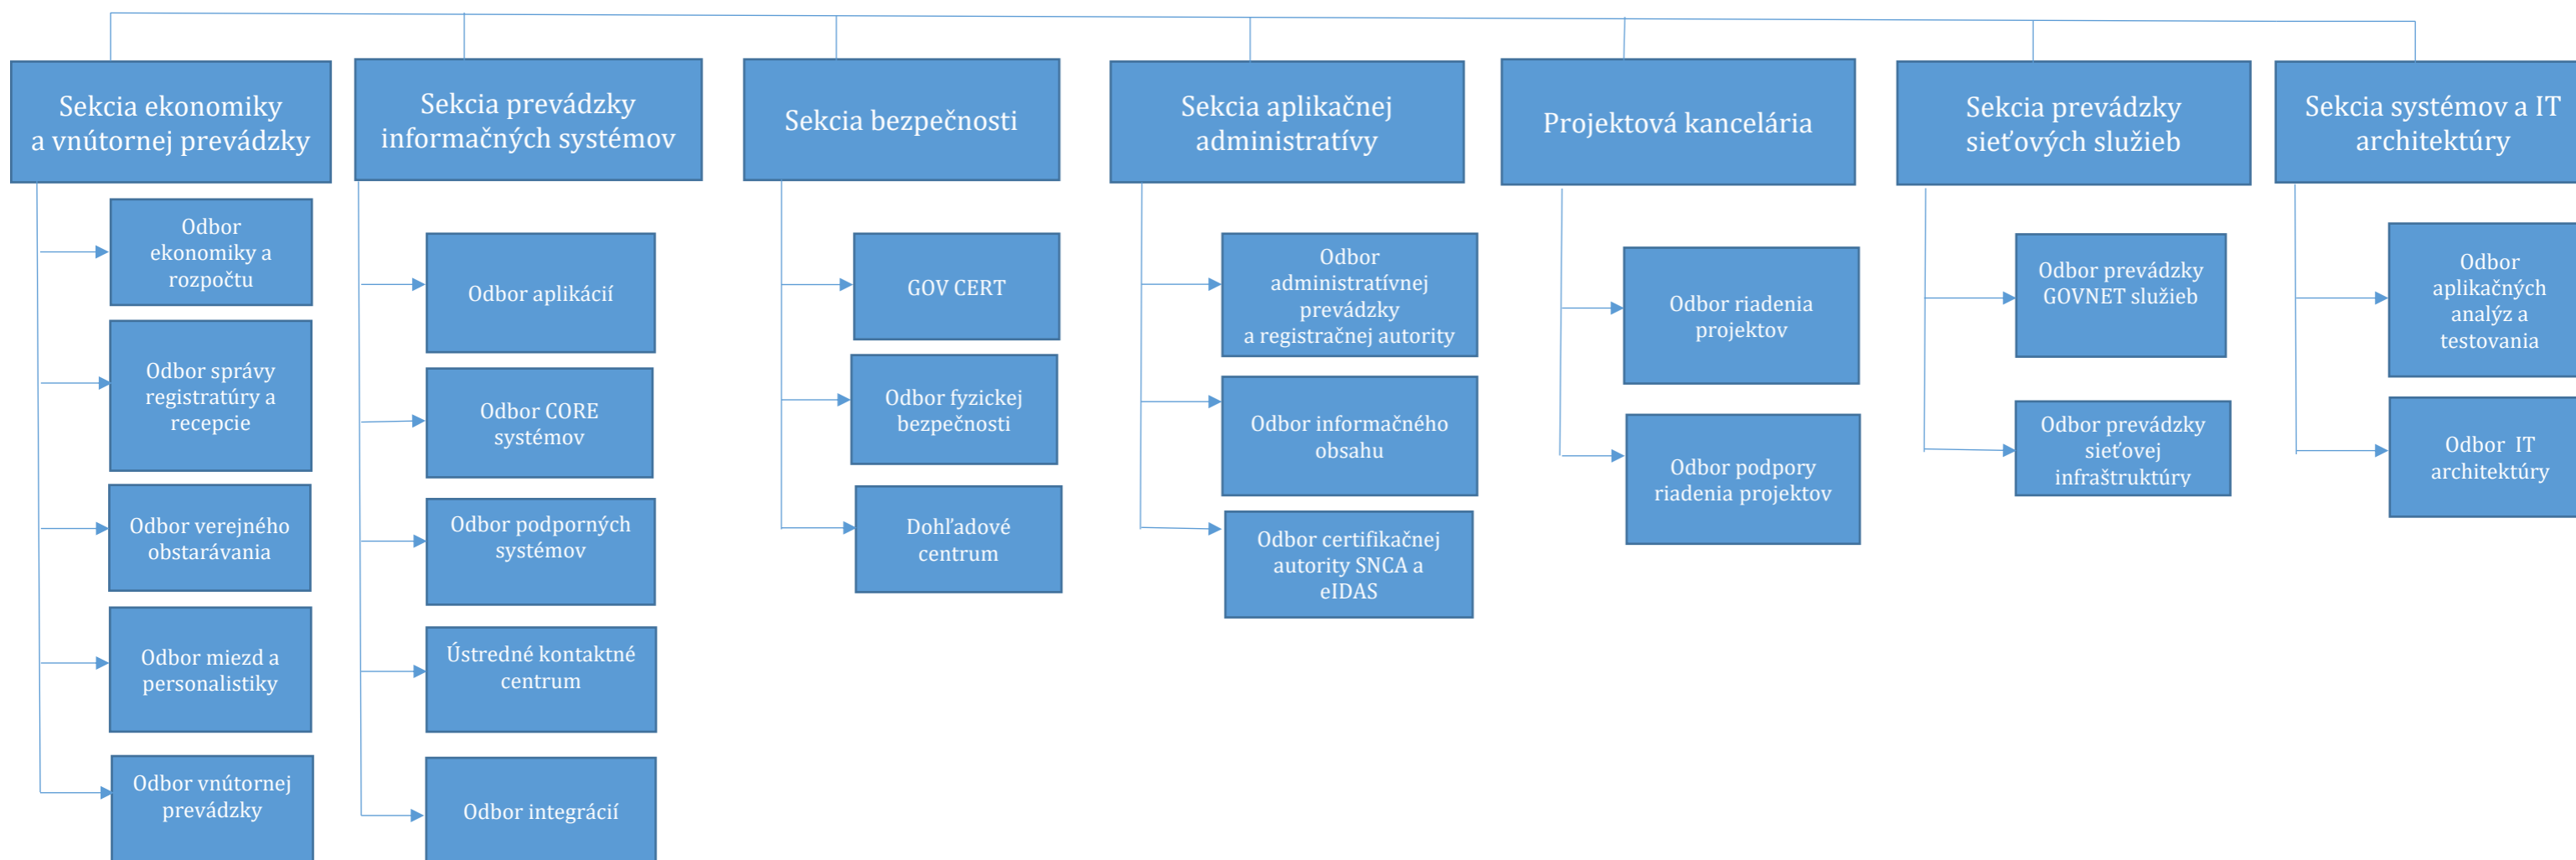 Sekcia ekonomiky
a vnútornej prevádzky
Odbor
ekonomiky a
rozpočtu
Odbor správy
registratúry a
recepcie
Odbor verejného
obstarávania
Odbor miezd a
personalistiky
Odbor vnútornej
prevádzky
Sekcia prevádzky
informačných systémov
Odbor aplikácií
Odbor CORE
systémov
Odbor podporných
systémov
Ústredné kontaktné
centrum
Odbor integrácií
Sekcia bezpečnosti
GOV CERT
Odbor fyzickej
bezpečnosti
Dohľadové
centrum
Sekcia aplikačnej
administratívy
Odbor
administratívnej
prevádzky
a registračnej autority
Odbor informačného
obsahu
Odbor certifikačnej
autority SNCA a
eIDAS
Projektová kancelária
Odbor riadenia
projektov
Odbor podpory
riadenia projektov
Sekcia prevádzky
sieťových služieb
Odbor prevádzky
GOVNET služieb
Odbor prevádzky
sieťovej
infraštruktúry
Sekcia systémov a IT
architektúry
Odbor
aplikačných
analýz a
testovania
Odbor  IT
architektúry